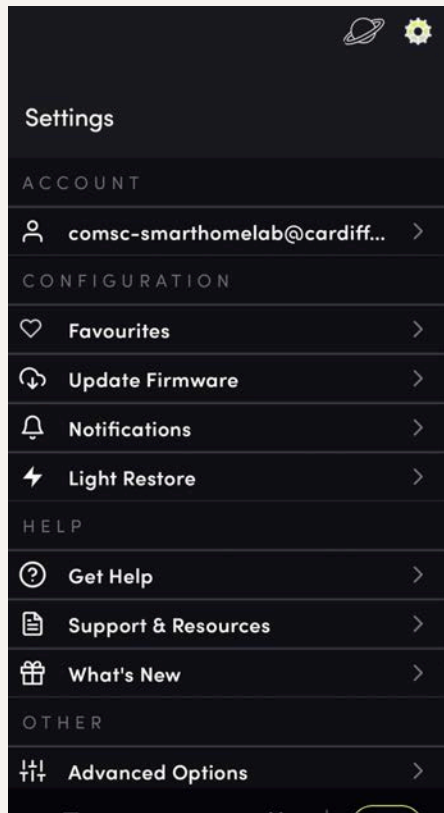 Settings
ACCOUNT
comsc-smarthomelab@cardiff...
CONFIGURATION
Favourites
Update Firmware
Notifications
Light Restore
HELP
Get Help
Support & Resources
What's New
OTHER
Advanced Options